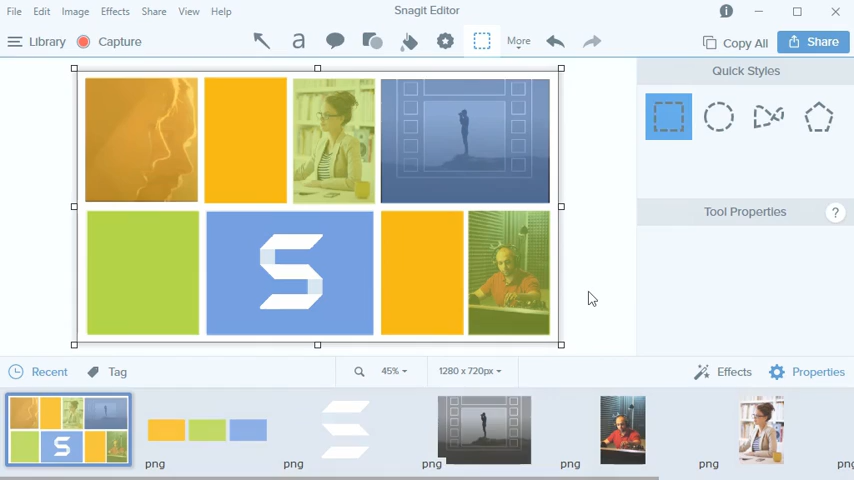 Snagit Editor
File Edit Image Effects Share View Help
Library Capture a More Copy All Share
Quick Styles
Tool Properties ?
S
Recent Tag 45% 1280 x 720px Effects Properties
png png png png png png